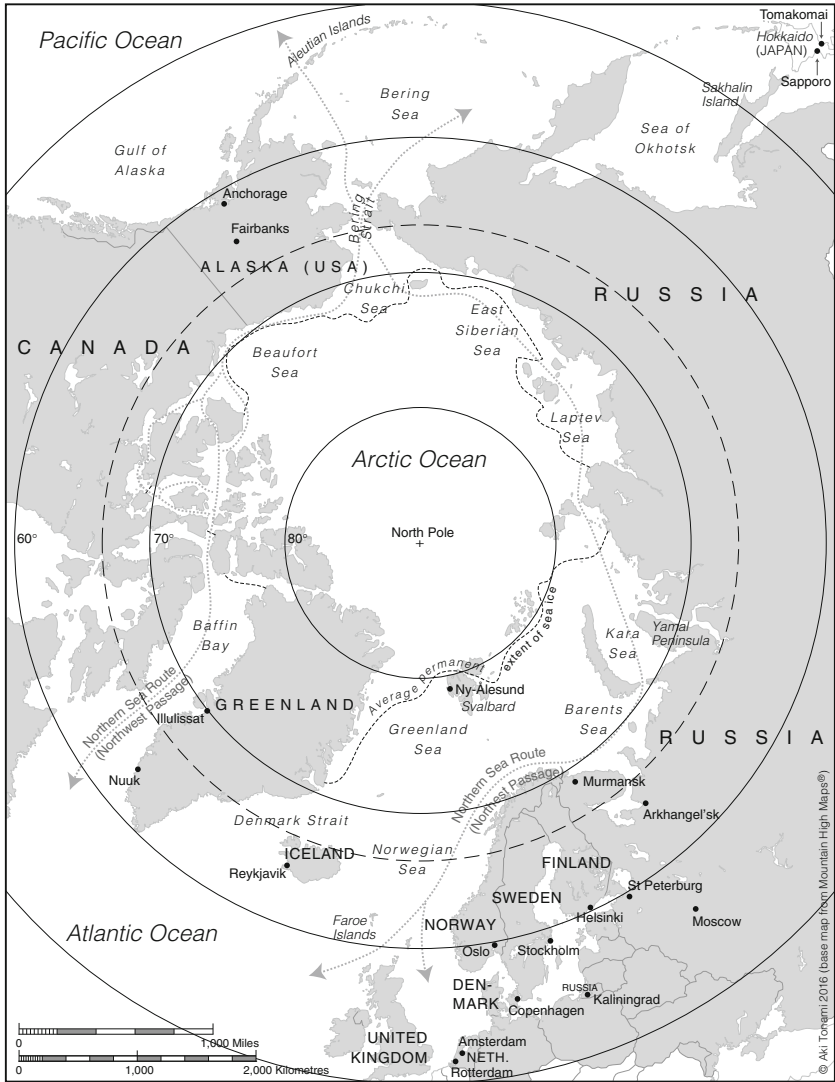 Pacific Ocean
Aleutian Islands
Tomakomai
Hokkaido
(JAPAN)
Sapporo
Sakhalin
Island
Bering
Sea
Sea of
Okhotsk
Gulf of
Alaska
Anchorage
Fairbanks
Bering
Strait
ALASKA (USA)
RUSSIA
Chukchi
Sea
East
Siberian
Sea
CANADA
Beaufort
Sea
Laptev
Sea
Arctic Ocean
North Pole
60°
70°
80°
Baffin
Bay
Kara
Sea
Yamal
Peninsula
Average permanent
extent of sea ice
Ny-Ålesund
Svalbard
Northern Sea Route
(Northwest Passage)
Illulissat
GREENLAND
Greenland
Sea
Barents
Sea
RUSSIA
Northern Sea Route
(Northest Passage)
Nuuk
Murmansk
Arkhangel'sk
Denmark Strait
ICELAND
Reykjavik
Norwegian
Sea
FINLAND
SWEDEN
St Peterburg
Helsinki
Moscow
Faroe
Islands
NORWAY
Atlantic Ocean
Oslo
Stockholm
DEN-
MARK
RUSSIA
Kaliningrad
Copenhagen
UNITED
KINGDOM
Amsterdam
NETH.
Rotterdam
0
1,000 Miles
0
1,000
2,000 Kilometres
© Aki Tonami 2016 (base map from Mountain High Maps®)